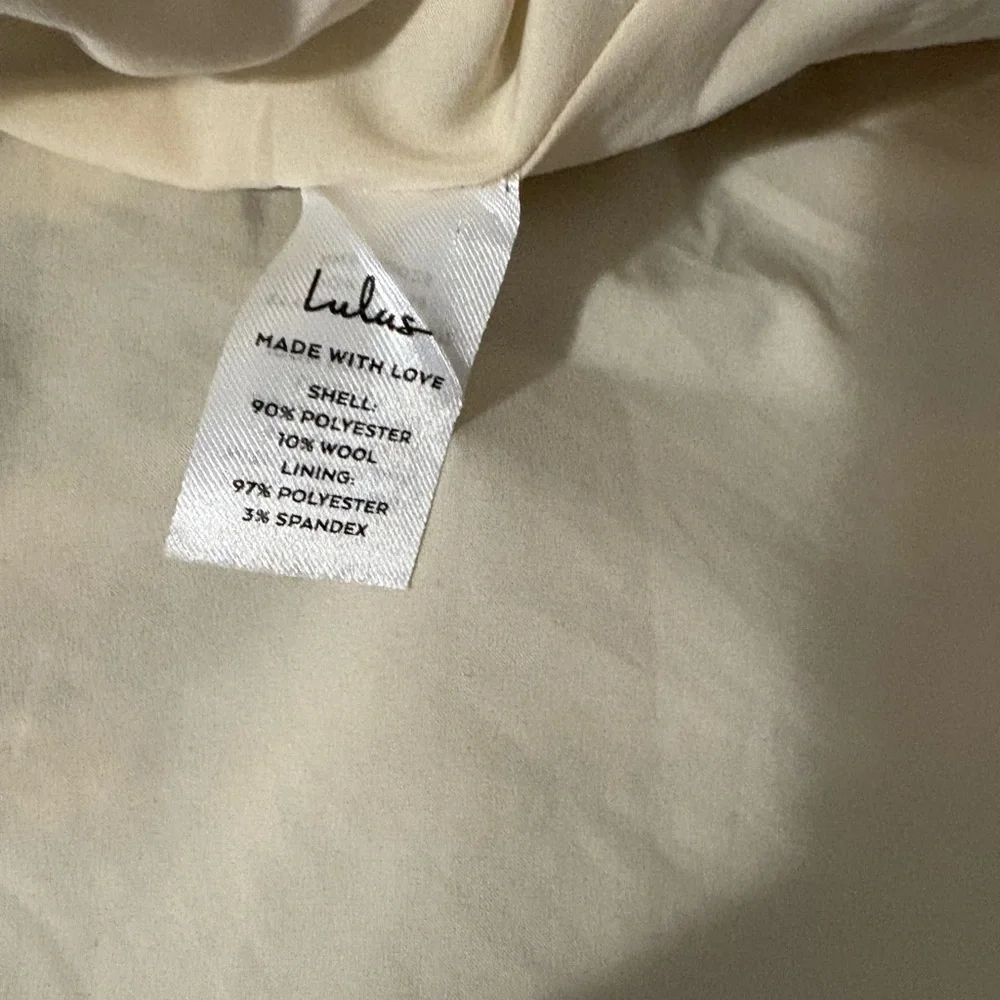 Lulus
MADE WITH LOVE
SHELL:
90% POLYESTER
10% WOOL
LINING:
97% POLYESTER
3% SPANDEX